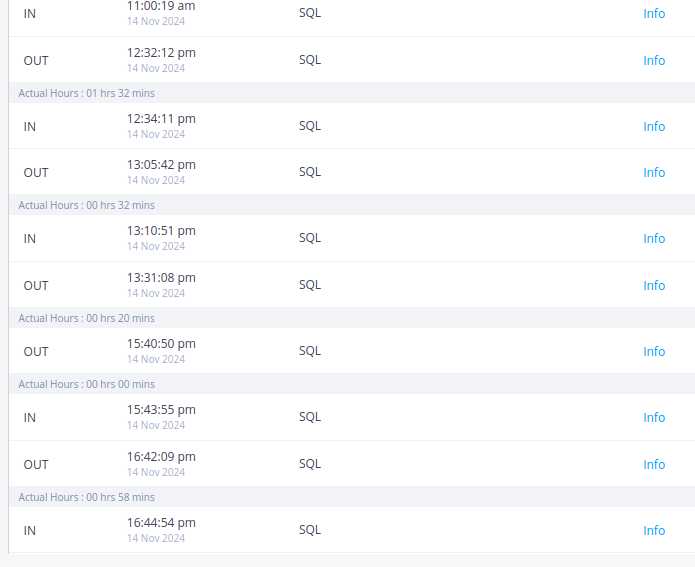 IN 11:00:19 am SQL Info
14 Nov 2024
OUT 12:32:12 pm SQL Info
14 Nov 2024
Actual Hours : 01 hrs 32 mins
IN 12:34:11 pm SQL Info
14 Nov 2024
OUT 13:05:42 pm SQL Info
14 Nov 2024
Actual Hours : 00 hrs 32 mins
IN 13:10:51 pm SQL Info
14 Nov 2024
OUT 13:31:08 pm SQL Info
14 Nov 2024
Actual Hours : 00 hrs 20 mins
OUT 15:40:50 pm SQL Info
14 Nov 2024
Actual Hours : 00 hrs 00 mins
IN 15:43:55 pm SQL Info
14 Nov 2024
OUT 16:42:09 pm SQL Info
14 Nov 2024
Actual Hours : 00 hrs 58 mins
IN 16:44:54 pm SQL Info
14 Nov 2024